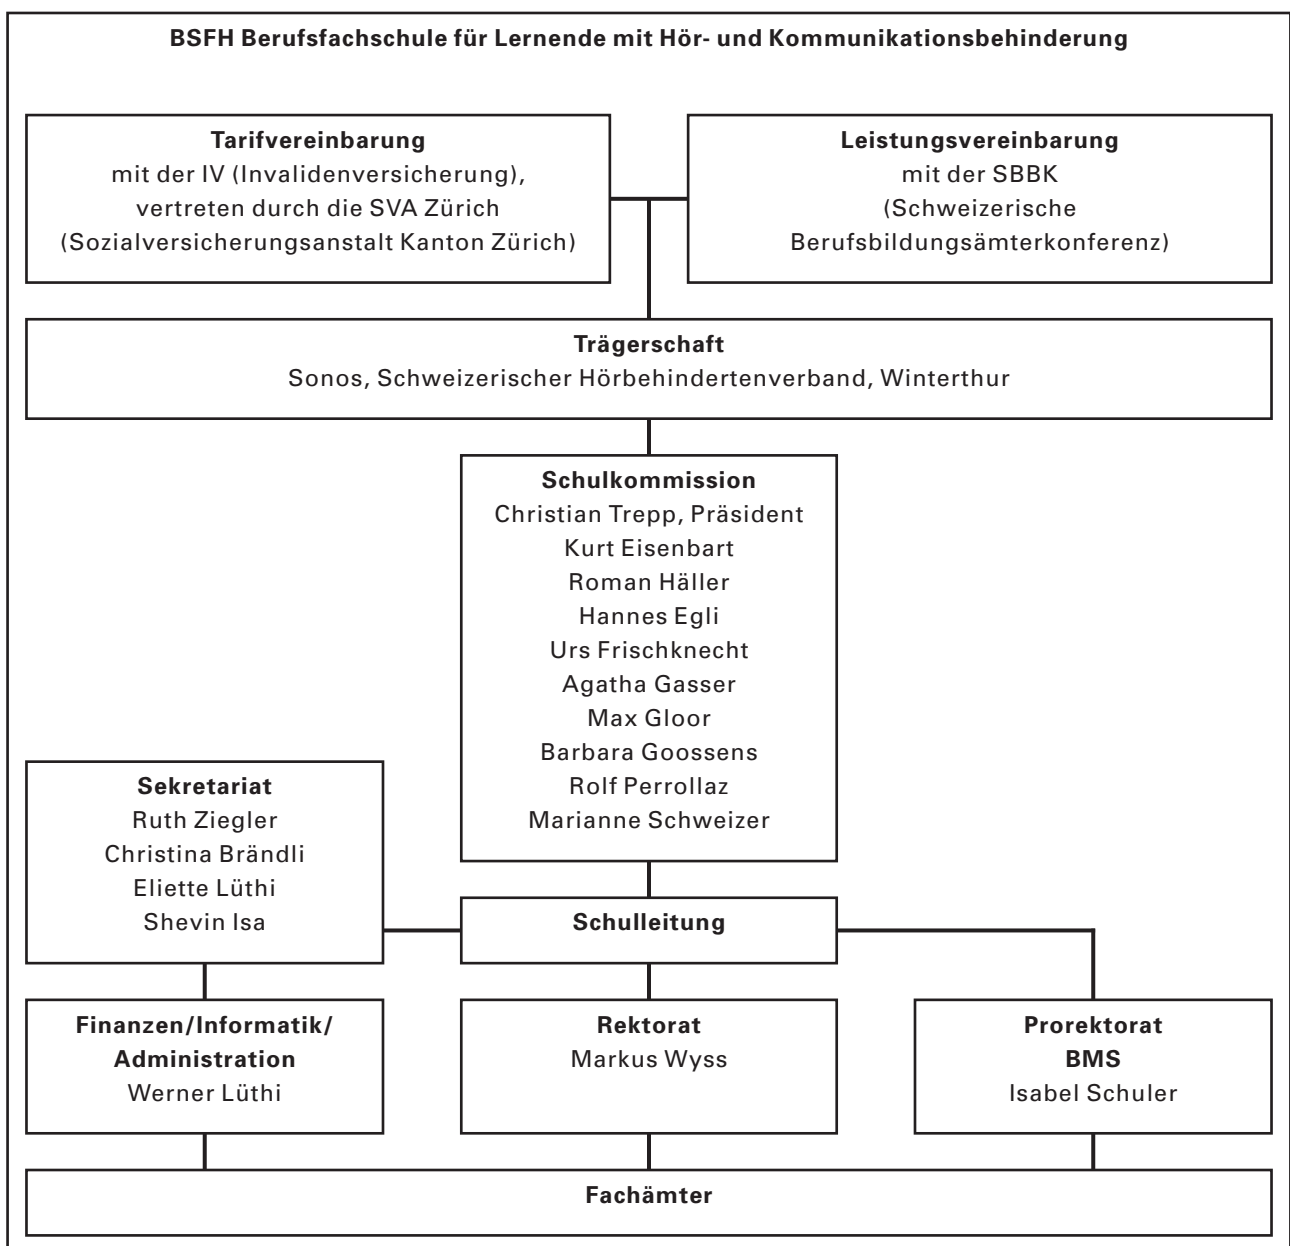 BSFH Berufsfachschule für Lernende mit Hör- und Kommunikationsbehinderung
Tarifvereinbarung
mit der IV (Invalidenversicherung),
vertreten durch die SVA Zürich
(Sozialversicherungsanstalt Kanton Zürich)
Leistungsvereinbarung
mit der SBBK
(Schweizerische
Berufsbildungsämterkonferenz)
Trägerschaft
Sonos, Schweizerischer Hörbehindertenverband, Winterthur
Schulkommission
Christian Trepp, Präsident
Kurt Eisenbart
Roman Häller
Hannes Egli
Urs Frischknecht
Agatha Gasser
Max Gloor
Barbara Goossens
Rolf Perrollaz
Marianne Schweizer
Sekretariat
Ruth Ziegler
Christina Brändli
Eliette Lüthi
Shevin Isa
Schulleitung
Finanzen/Informatik/
Administration
Werner Lüthi
Rektorat
Markus Wyss
Prorektorat
BMS
Isabel Schuler
Fachämter